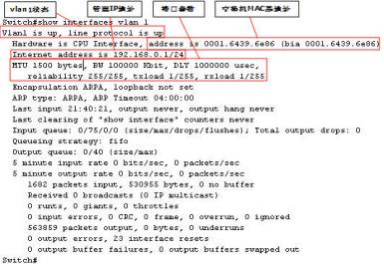 vlan1状态 管理IP地址 端口参数 交换机MAC基地址
Switch#show interfaces vlan 1
Vlan1 is up, line protocol is up
Hardware is CPU Interface, address is 0001.6439.6e86 (bia 0001.6439.6e86)
Internet address is 192.168.0.1/24
MTU 1500 bytes, BW 100000 Kbit, DLY 1000000 usec,
reliability 255/255, txload 1/255, rxload 1/255
Encapsulation ARPA, loopback not set
ARP type: ARPA, ARP Timeout 04:00:00
Last input 21:40:21, output never, output hang never
Last clearing of "show interface" counters never
Input queue: 0/75/0/0 (size/max/drops/flushes); Total output drops: 0
Queueing strategy: fifo
Output queue: 0/40 (size/max)
5 minute input rate 0 bits/sec, 0 packets/sec
5 minute output rate 0 bits/sec, 0 packets/sec
1682 packets input, 530955 bytes, 0 no buffer
Received 0 broadcasts (0 IP multicast)
0 runts, 0 giants, 0 throttles
0 input errors, 0 CRC, 0 frame, 0 overrun, 0 ignored
563859 packets output, 0 bytes, 0 underruns
0 output errors, 23 interface resets
0 output buffer failures, 0 output buffers swapped out
Switch#